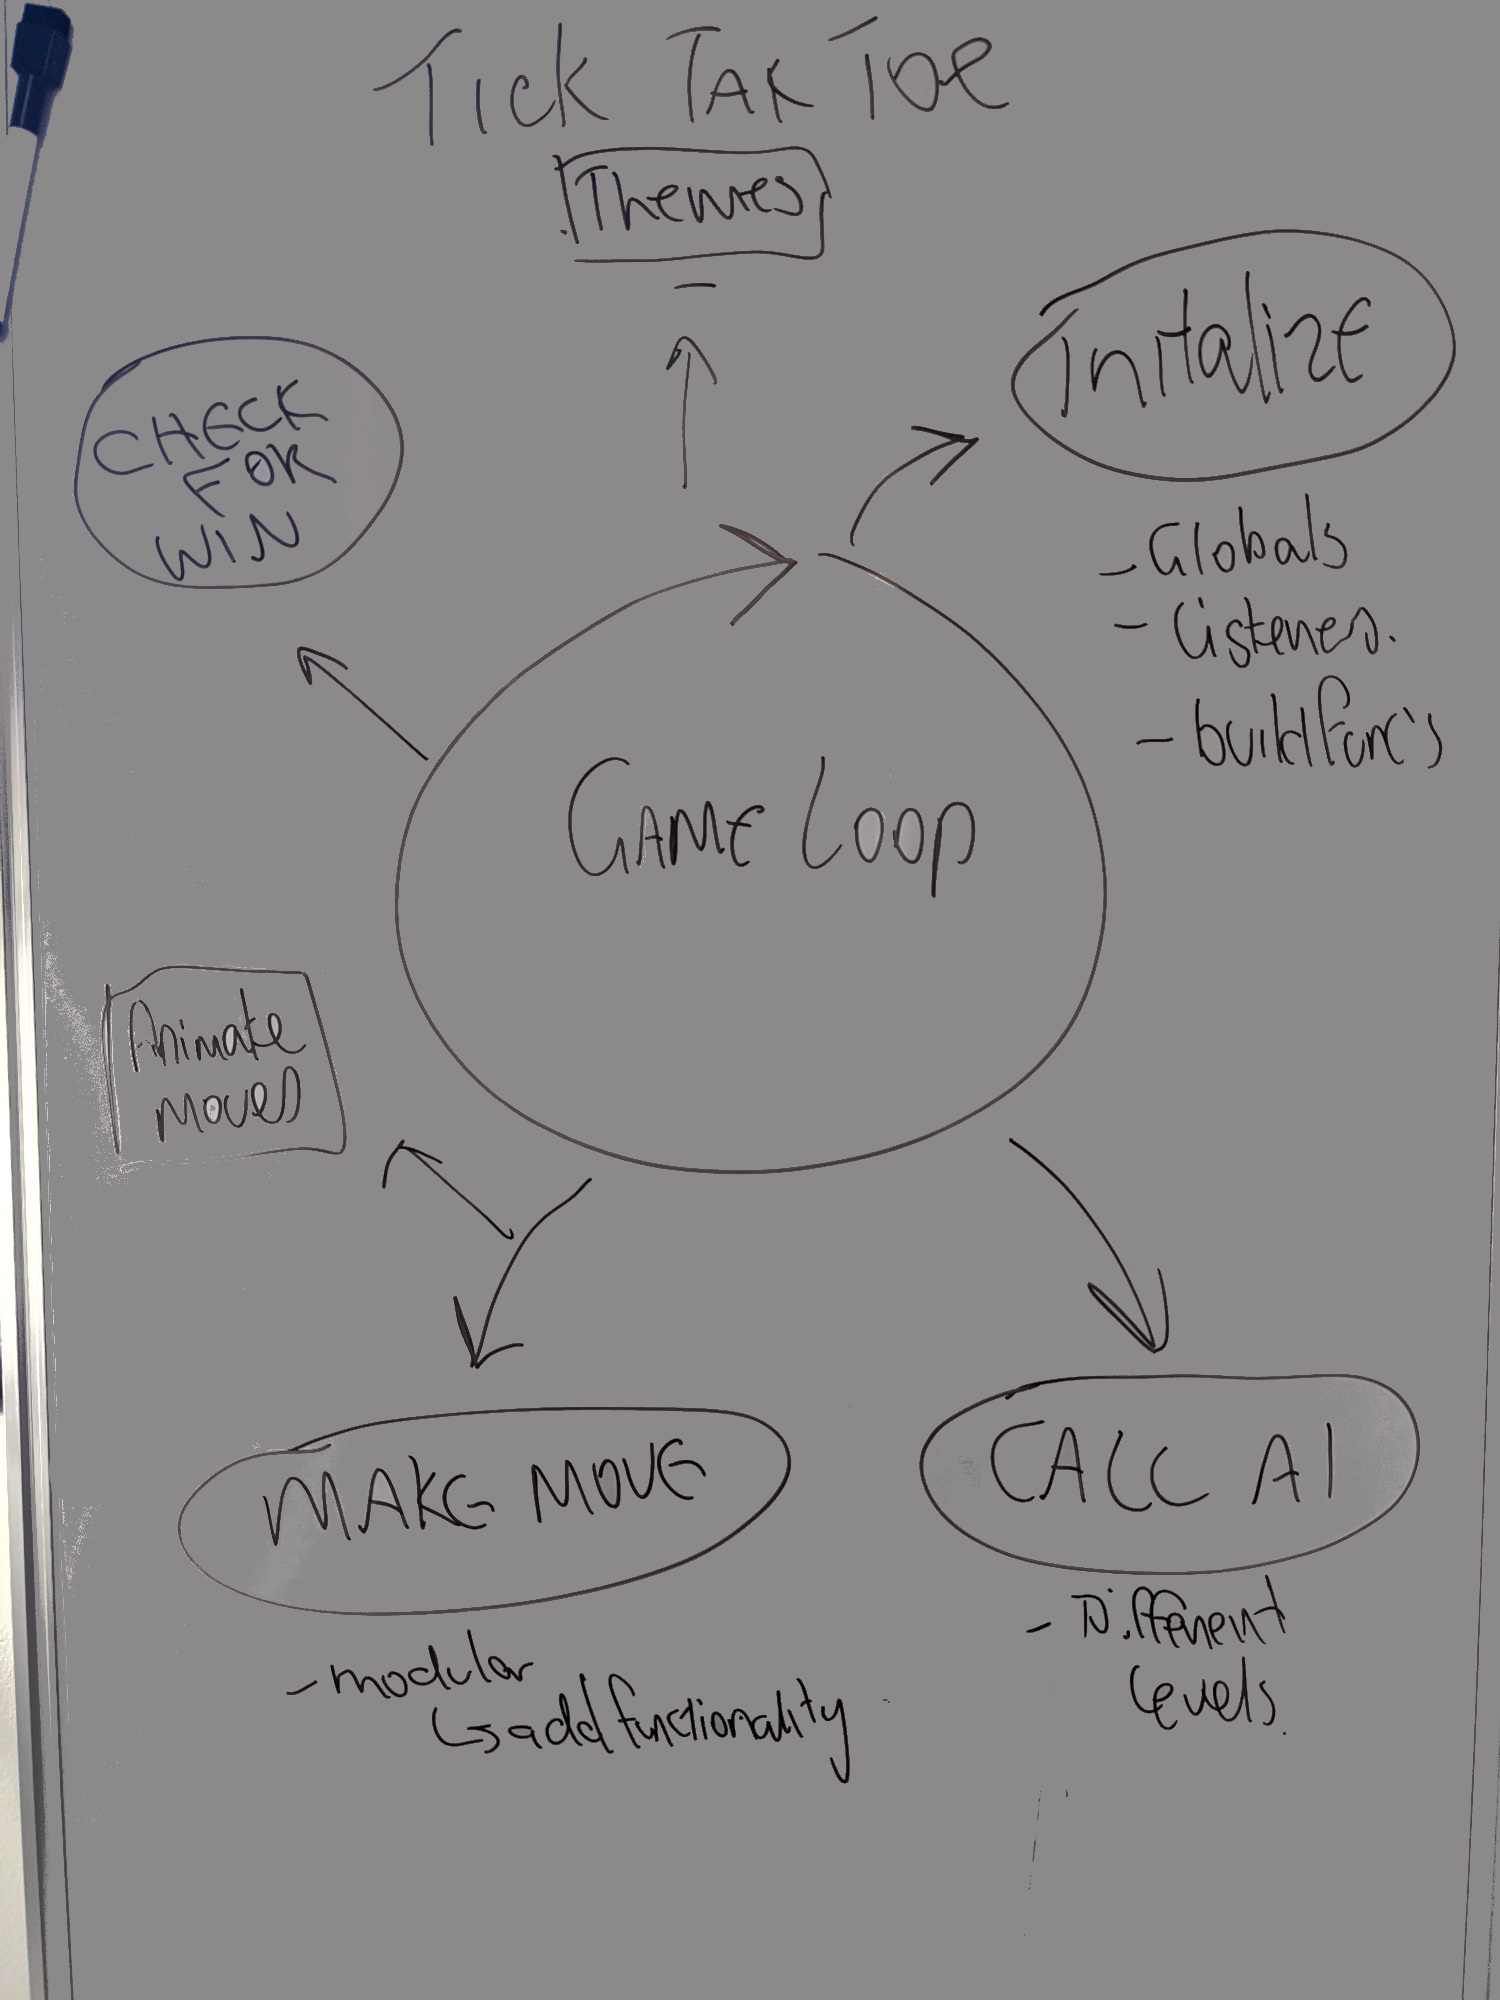 TICK TAK TOE
Themes
Initalize
- Globals
- Listeners.
- build func's
CHECK
FOR
WIN
GAME LOOP
Animate
moves
MAKE MOVE
- modular
↳ add functionality
CALL AI
- Different
levels.